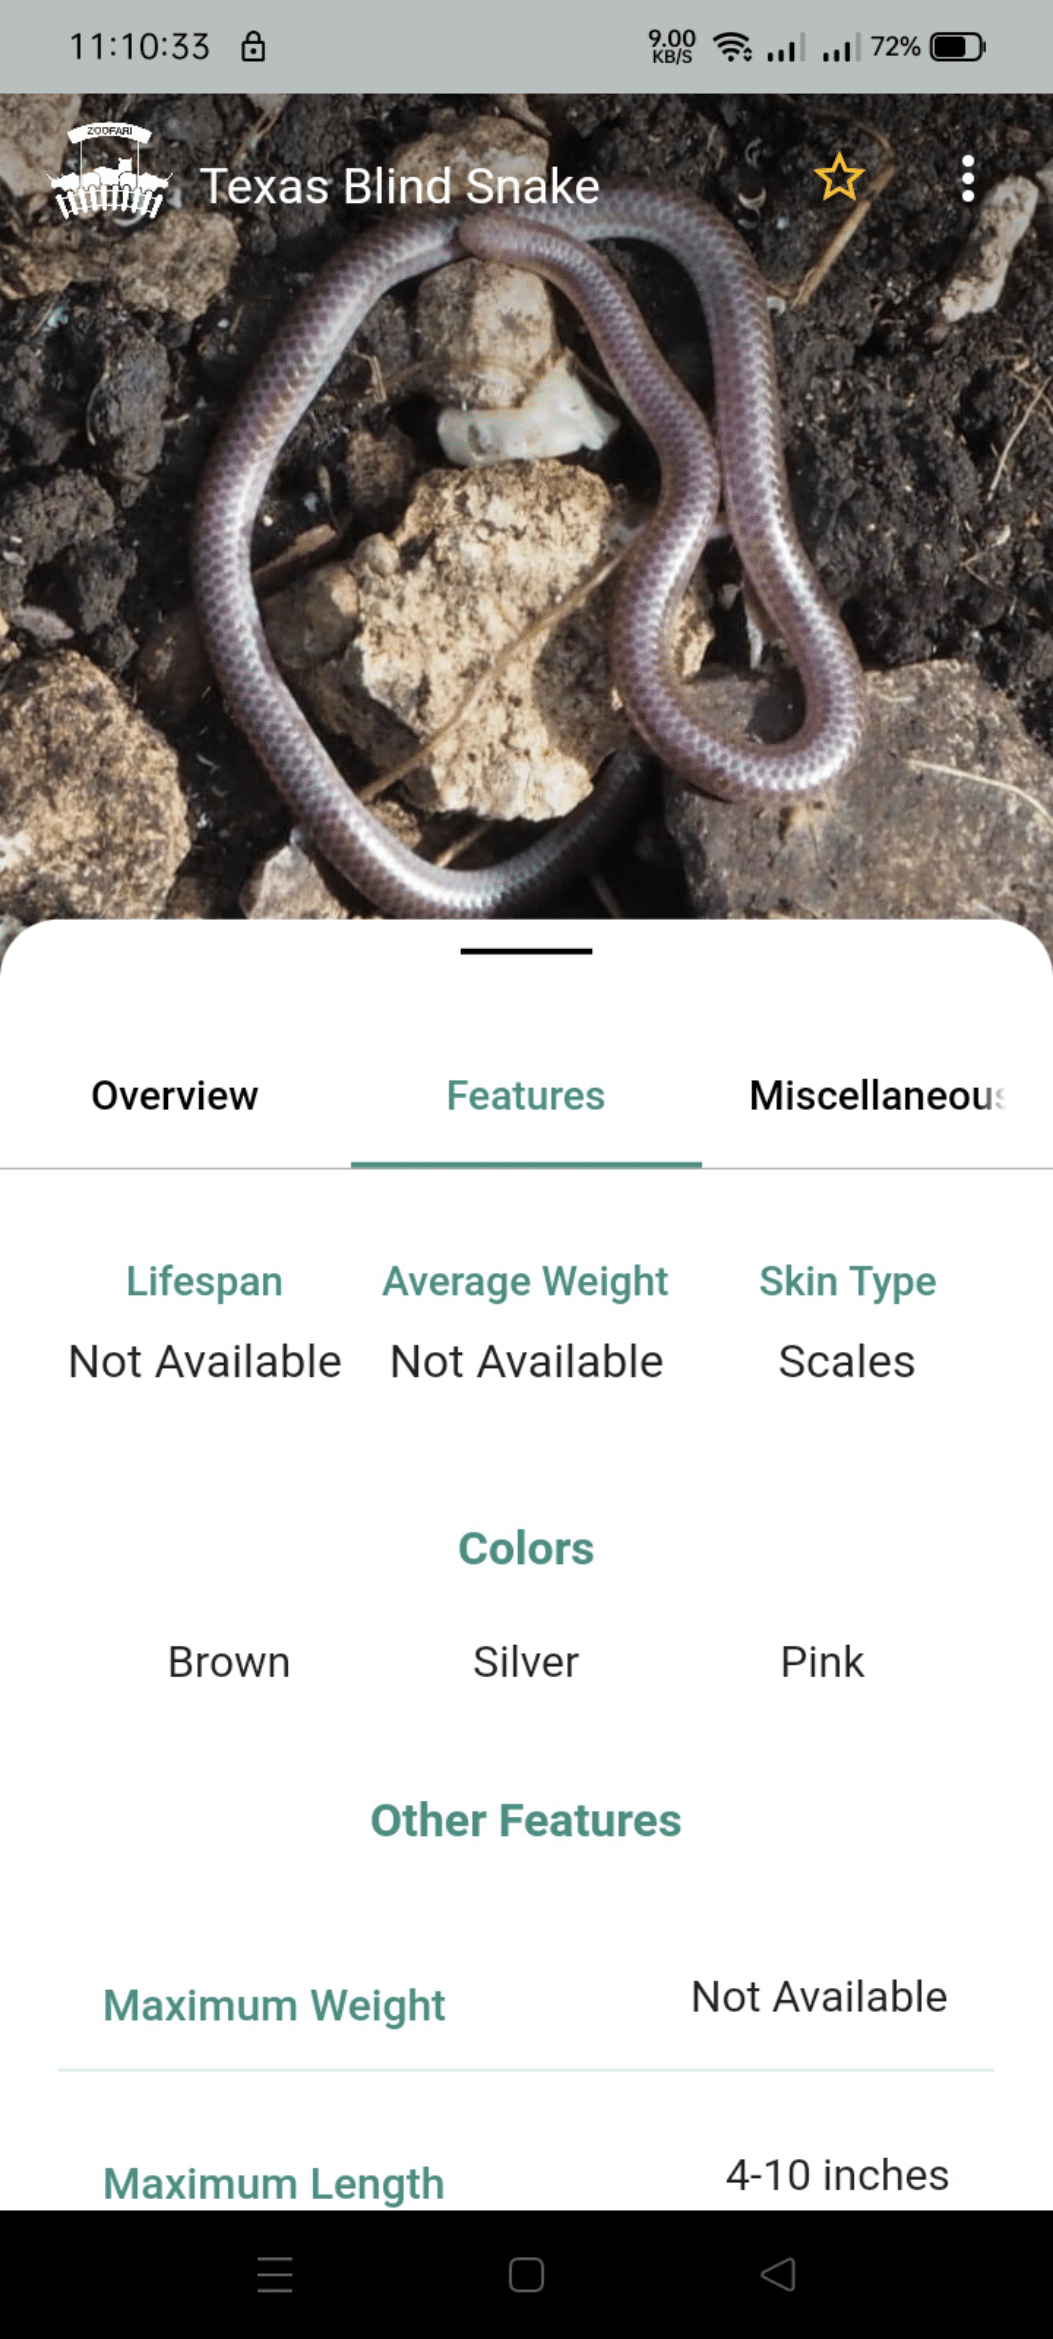 11:10:33
9.00 KB/S
72%
ZOOFARI
Texas Blind Snake
Overview Features Miscellaneous
Lifespan Average Weight Skin Type
Not Available Not Available Scales
Colors
Brown Silver Pink
Other Features
Maximum Weight Not Available
Maximum Length 4-10 inches